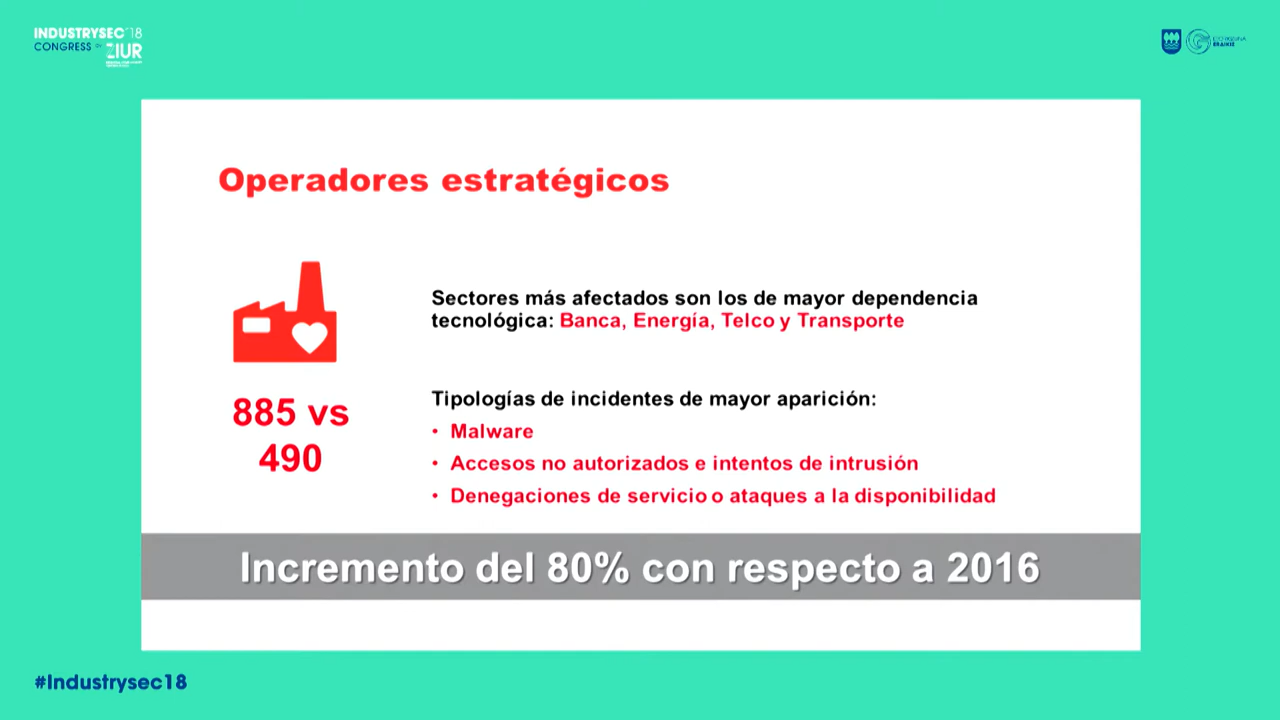 INDUSTRYSEC'18
CONGRESS BY
ZIUR
Operadores estratégicos
Sectores más afectados son los de mayor dependencia
tecnológica: Banca, Energía, Telco y Transporte
885 vs
490
Tipologías de incidentes de mayor aparición:
• Malware
• Accesos no autorizados e intentos de intrusión
• Denegaciones de servicio o ataques a la disponibilidad
Incremento del 80% con respecto a 2016
#Industrysec18